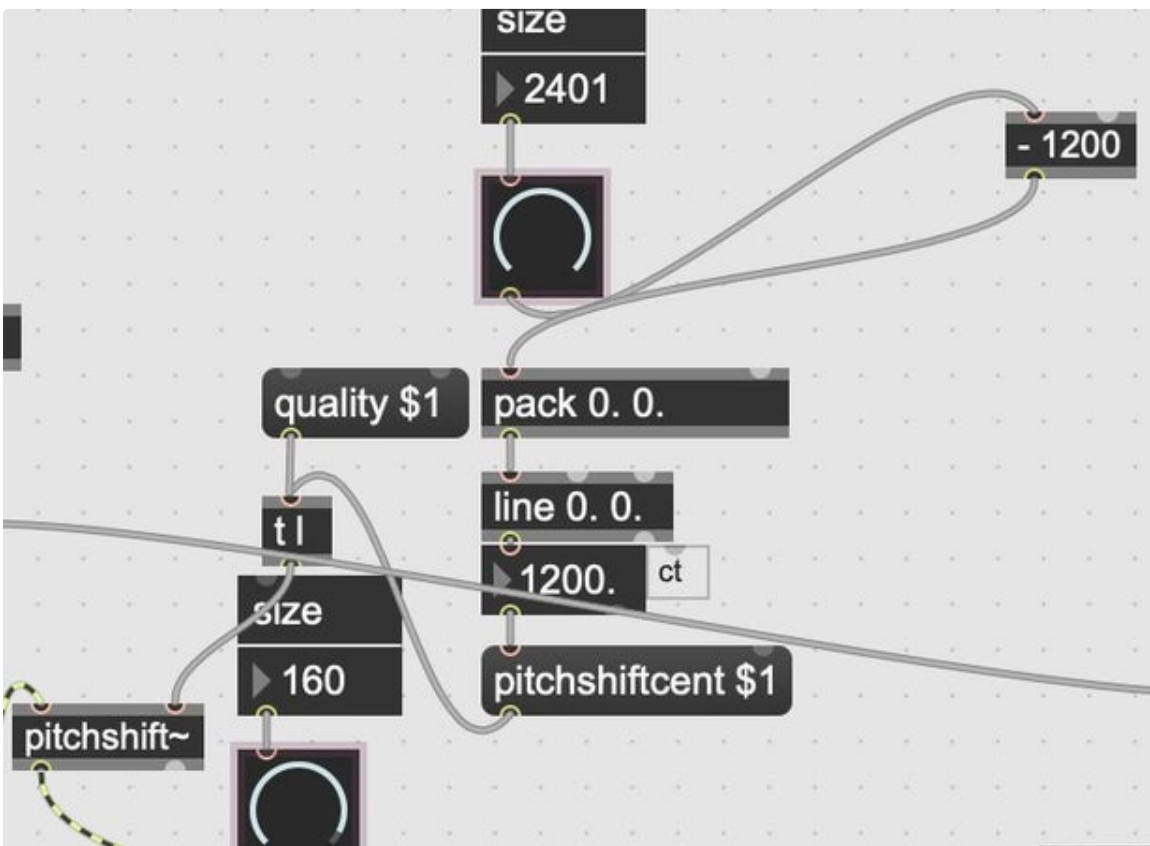 size
2401
- 1200
quality $1
pack 0. 0.
line 0. 0.
t l
1200.
ct
size
160
pitchshiftcent $1
pitchshift~